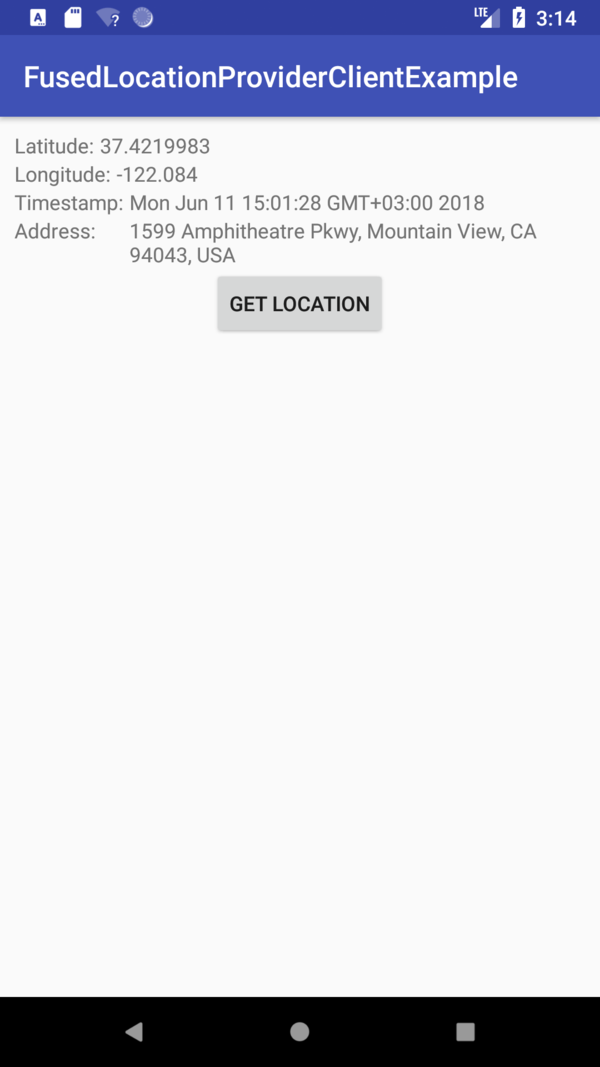 LTE 3:14
FusedLocationProviderClientExample
Latitude: 37.4219983
Longitude: -122.084
Timestamp: Mon Jun 11 15:01:28 GMT+03:00 2018
Address: 1599 Amphitheatre Pkwy, Mountain View, CA
94043, USA
GET LOCATION